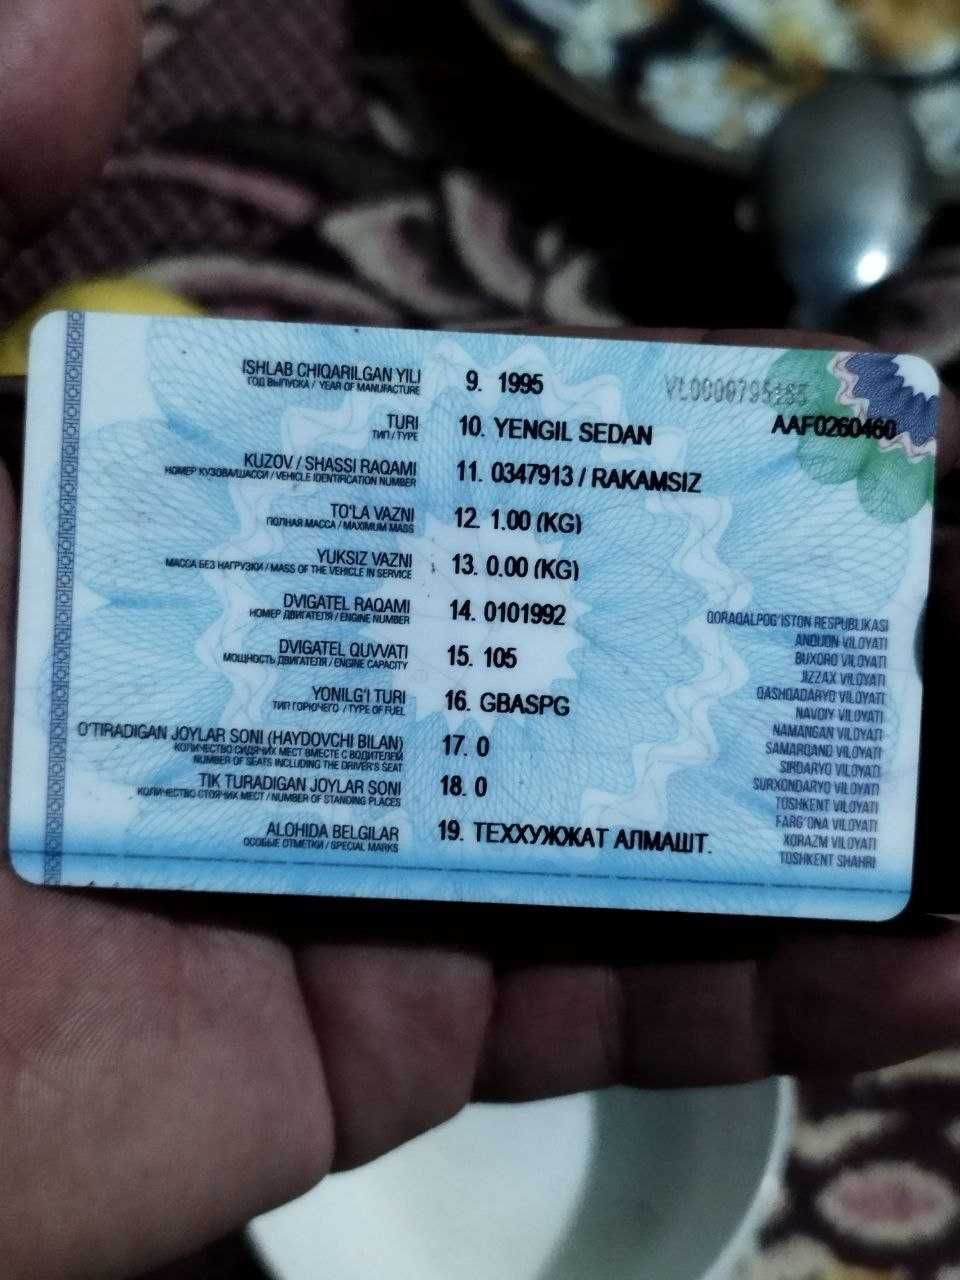 ISHLAB CHIQARILGAN YILI 9. 1995
ГОД ВЫПУСКА / YEAR OF MANUFACTURE
VL0000795165
TURI 10. YENGIL SEDAN
ТИП / TYPE
AAF0260460
KUZOV / SHASSI RAQAMI 11. 0347913 / RAKAMSIZ
НОМЕР КУЗОВА/ШАССИ / VEHICLE IDENTIFICATION NUMBER
TO'LA VAZNI 12. 1.00 (KG)
ПОЛНАЯ МАССА / MAXIMUM MASS
YUKSIZ VAZNI 13. 0.00 (KG)
МАССА БЕЗ НАГРУЗКИ / MASS OF THE VEHICLE IN SERVICE
DVIGATEL RAQAMI 14. 0101992
НОМЕР ДВИГАТЕЛЯ / ENGINE NUMBER
DVIGATEL QUVVATI 15. 105
МОЩНОСТЬ ДВИГАТЕЛЯ / ENGINE CAPACITY
YONILG'I TURI 16. GBASPG
ТИП ГОРЮЧЕГО / TYPE OF FUEL
O'TIRADIGAN JOYLAR SONI (HAYDOVCHI BILAN) 17. 0
КОЛИЧЕСТВО СИДЯЧИХ МЕСТ ВМЕСТЕ С ВОДИТЕЛЕМ
NUMBER OF SEATS INCLUDING THE DRIVER'S SEAT
TIK TURADIGAN JOYLAR SONI 18. 0
КОЛИЧЕСТВО СТОЯЧИХ МЕСТ / NUMBER OF STANDING PLACES
ALOHIDA BELGILAR 19. ТЕХХУЖЖАТ АЛМАШТ.
ОСОБЫЕ ОТМЕТКИ / SPECIAL MARKS
QORAQALPOG'ISTON RESPUBLIKASI
ANDIJON VILOYATI
BUXORO VILOYATI
JIZZAX VILOYATI
QASHQADARYO VILOYATI
NAVOIY VILOYATI
NAMANGAN VILOYATI
SAMARQAND VILOYATI
SIRDARYO VILOYATI
SURXONDARYO VILOYATI
TOSHKENT VILOYATI
FARG'ONA VILOYATI
XORAZM VILOYATI
TOSHKENT SHAHRI